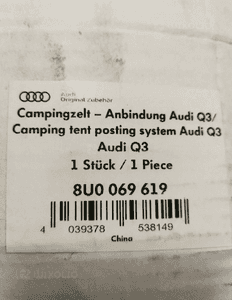 Audi
Original Zubehör
Campingzelt – Anbindung Audi Q3/
Camping tent posting system Audi Q3
Audi Q3
1 Stück / 1 Piece
8U0 069 619
4 039378 538149
China